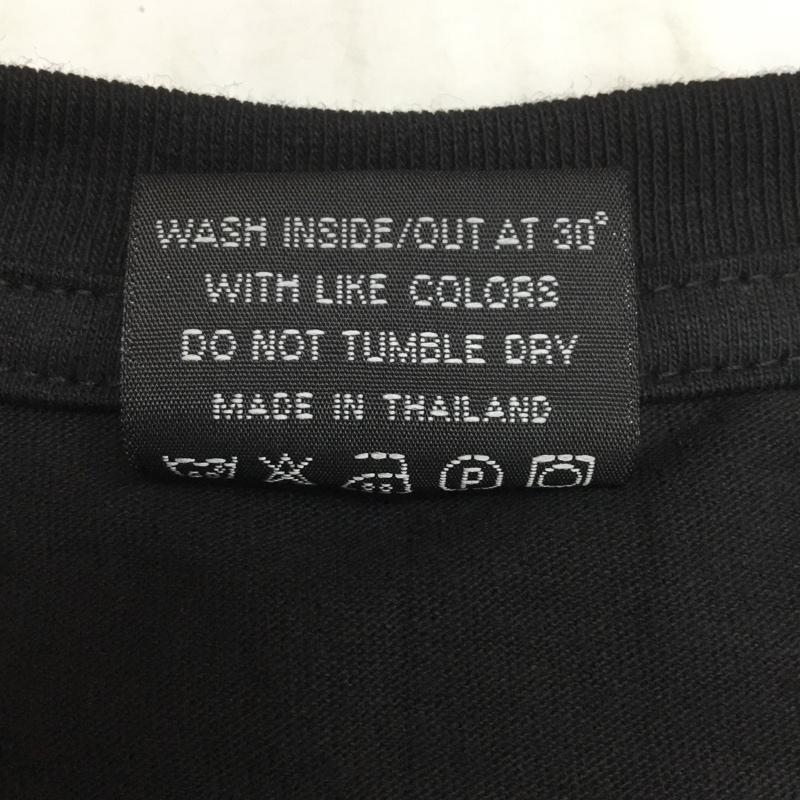 WASH INSIDE/OUT AT 30°
WITH LIKE COLORS
DO NOT TUMBLE DRY
MADE IN THAILAND
P